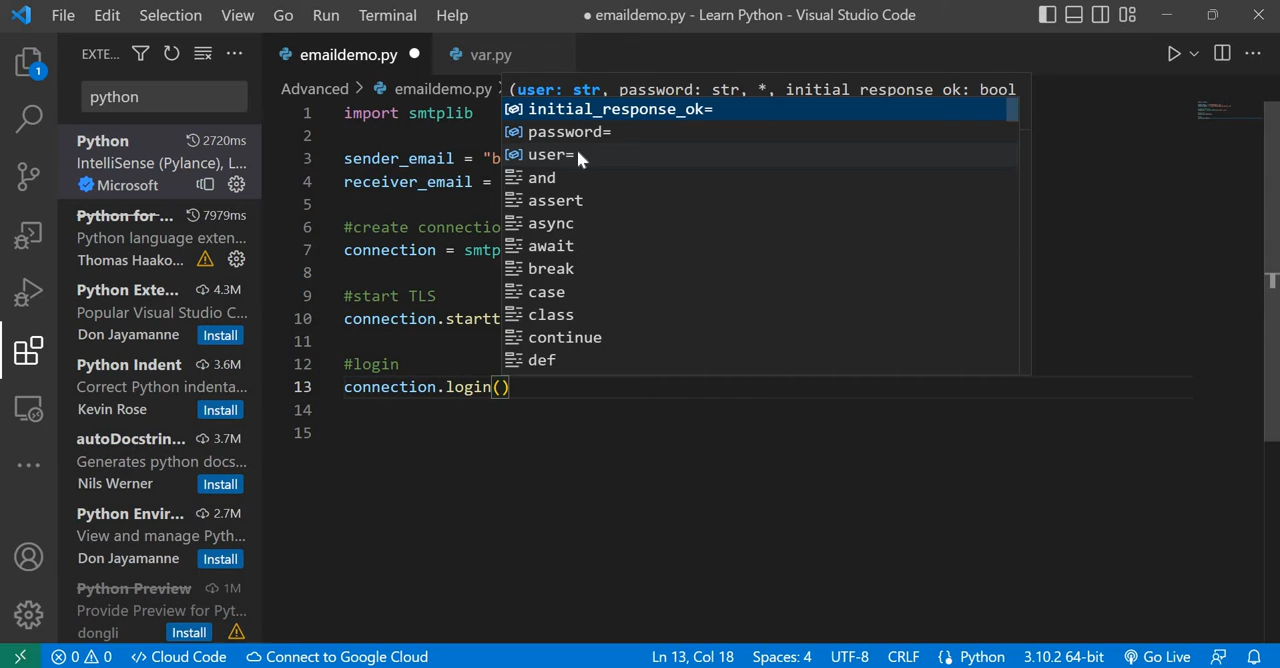 File Edit Selection View Go Run Terminal Help
● emaildemo.py - Learn Python - Visual Studio Code
1
EXTE...
python
Python 2720ms
IntelliSense (Pylance), L...
Microsoft
Python for ... 7979ms
Python language exten...
Thomas Haako...
Python Exte... 4.3M
Popular Visual Studio C...
Don Jayamanne Install
Python Indent 3.6M
Correct Python indenta...
Kevin Rose Install
autoDocstrin... 3.7M
Generates python docs...
Nils Werner Install
Python Envir... 2.7M
View and manage Pyth...
Don Jayamanne Install
Python Preview 1M
Provide Preview for Pyt...
dongli Install
emaildemo.py ●
var.py
Advanced > emaildemo.py >
(user: str, password: str, *, initial_response_ok: bool
initial_response_ok=
password=
user=
and
assert
async
await
break
case
class
continue
def
1 import smtplib
2
3 sender_email = "b
4 receiver_email =
5
6 #create connectio
7 connection = smtp
8
9 #start TLS
10 connection.startt
11
12 #login
13 connection.login()
14
15
0 0 Cloud Code Connect to Google Cloud Ln 13, Col 18 Spaces: 4 UTF-8 CRLF Python 3.10.2 64-bit Go Live